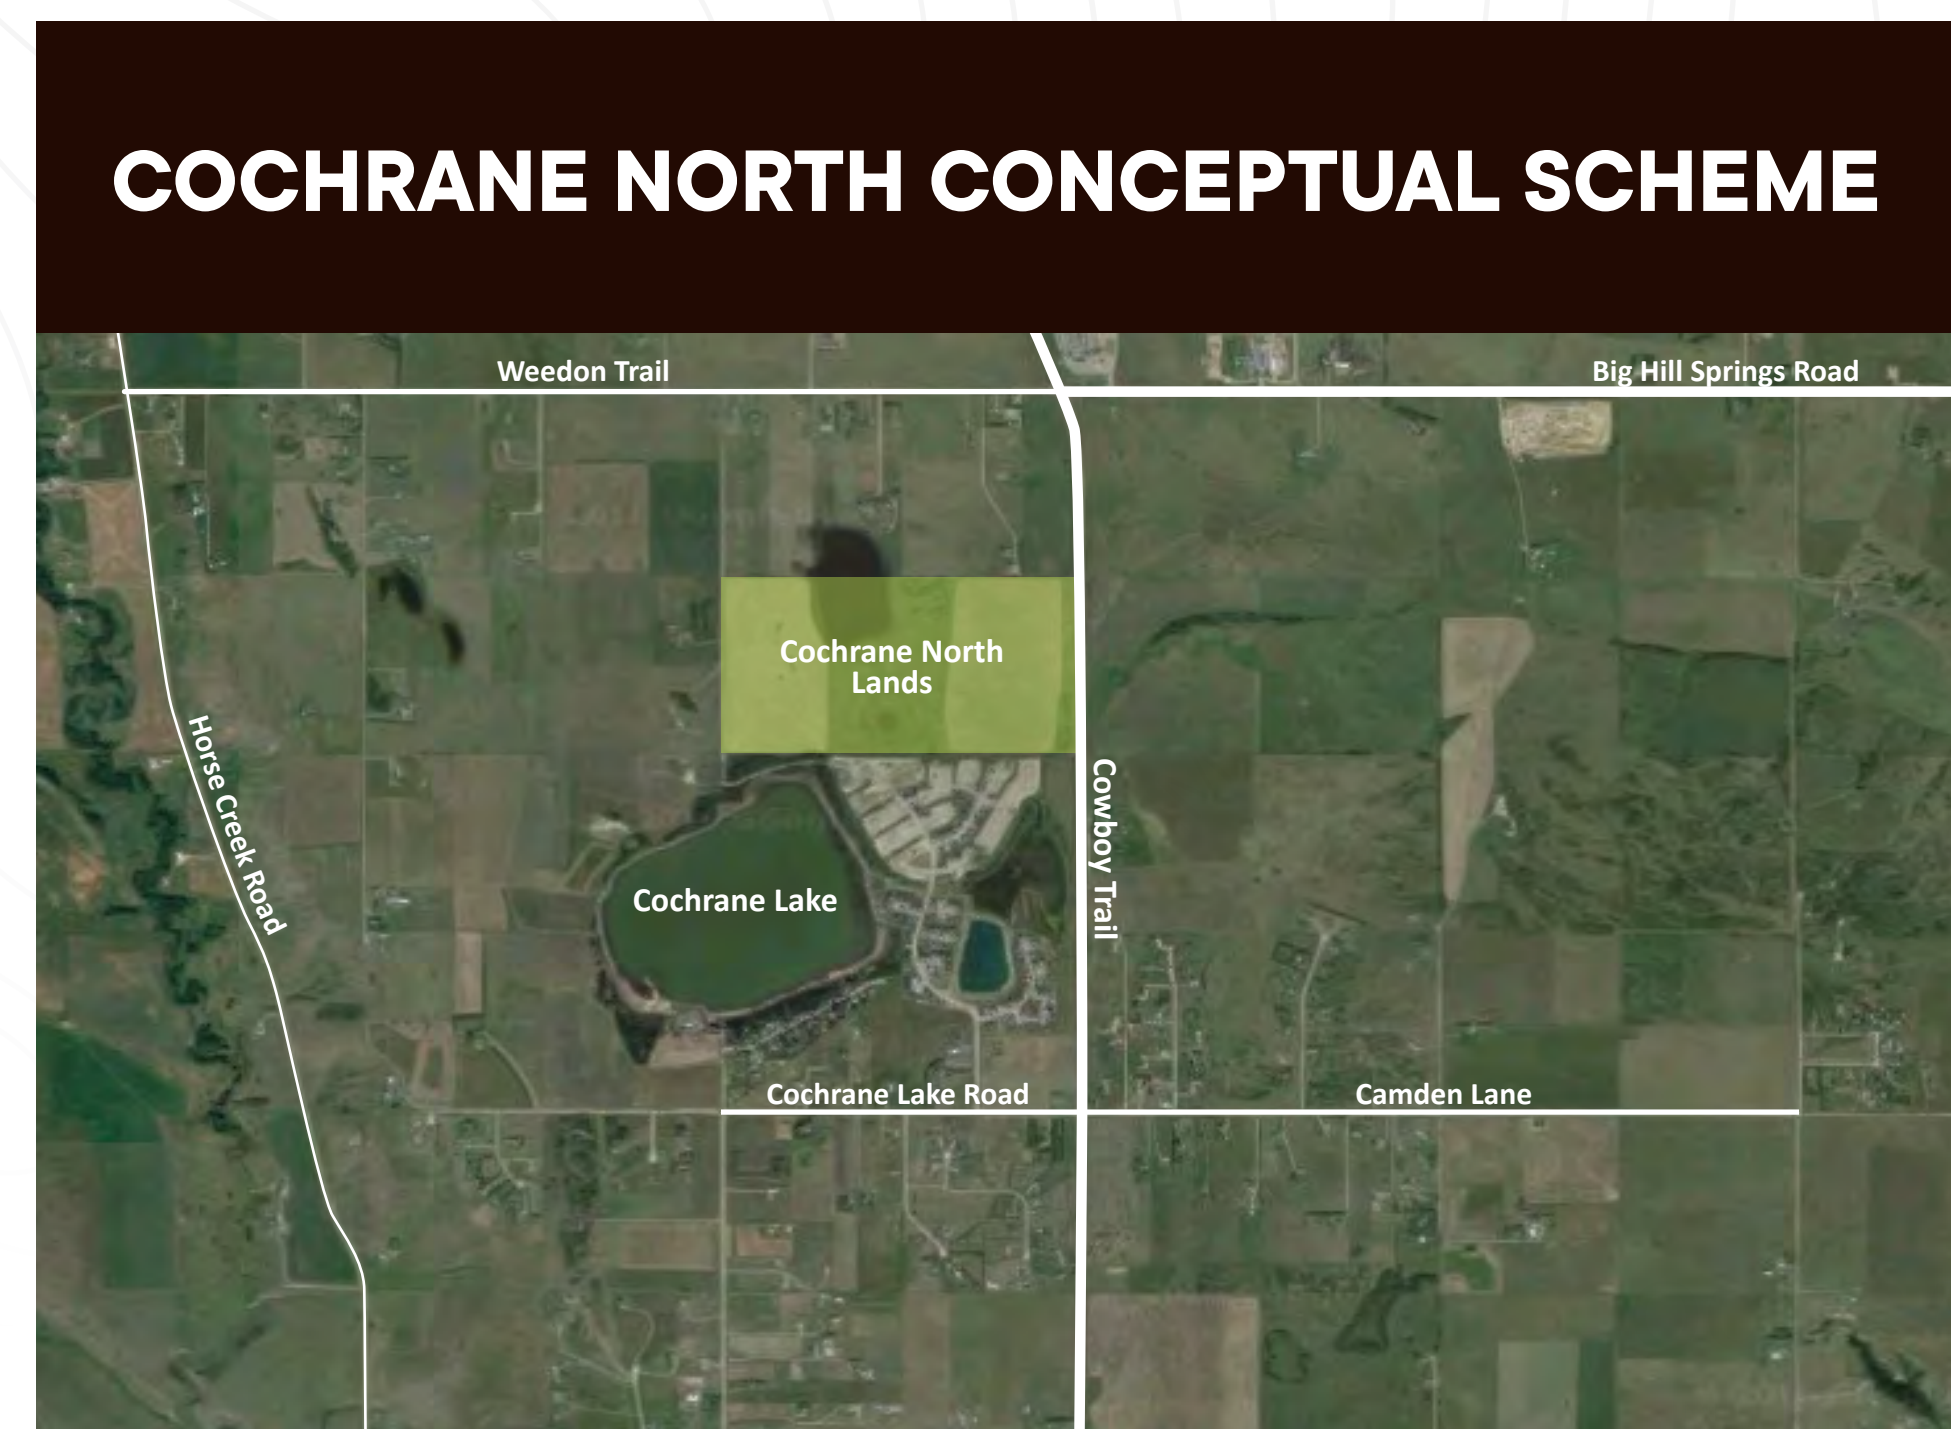 COCHRANE NORTH CONCEPTUAL SCHEME
Weedon Trail
Big Hill Springs Road
Cochrane North
Lands
Horse Creek Road
Cowboy Trail
Cochrane Lake
Cochrane Lake Road
Camden Lane